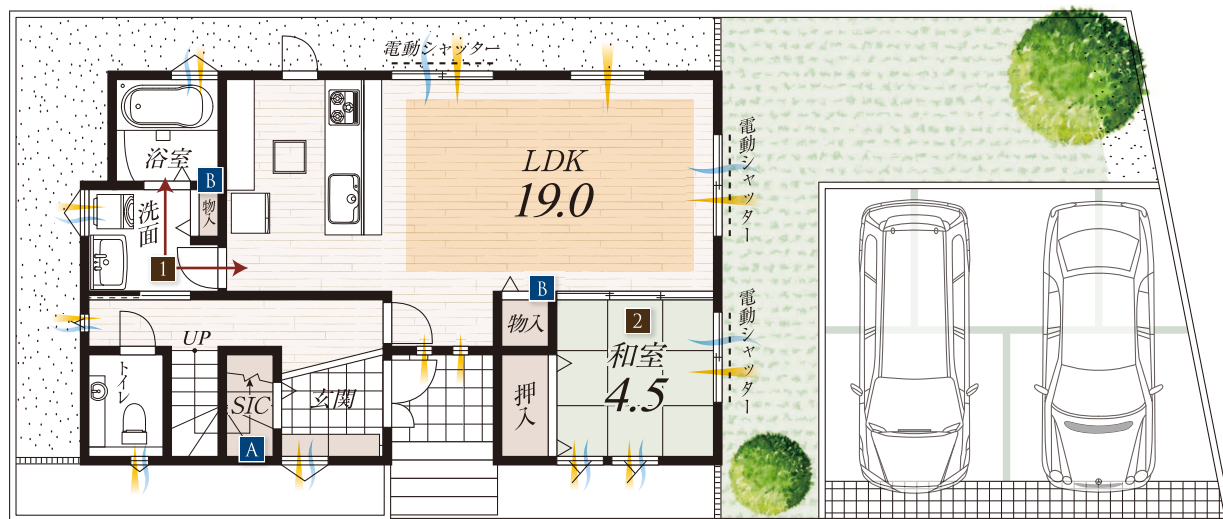 電動シャッター
浴室
B
物入
洗面
1
LDK
19.0
電動シャッター
B
物入
2
和室
4.5
電動シャッター
押入
UP
トイレ
SIC
A
玄関